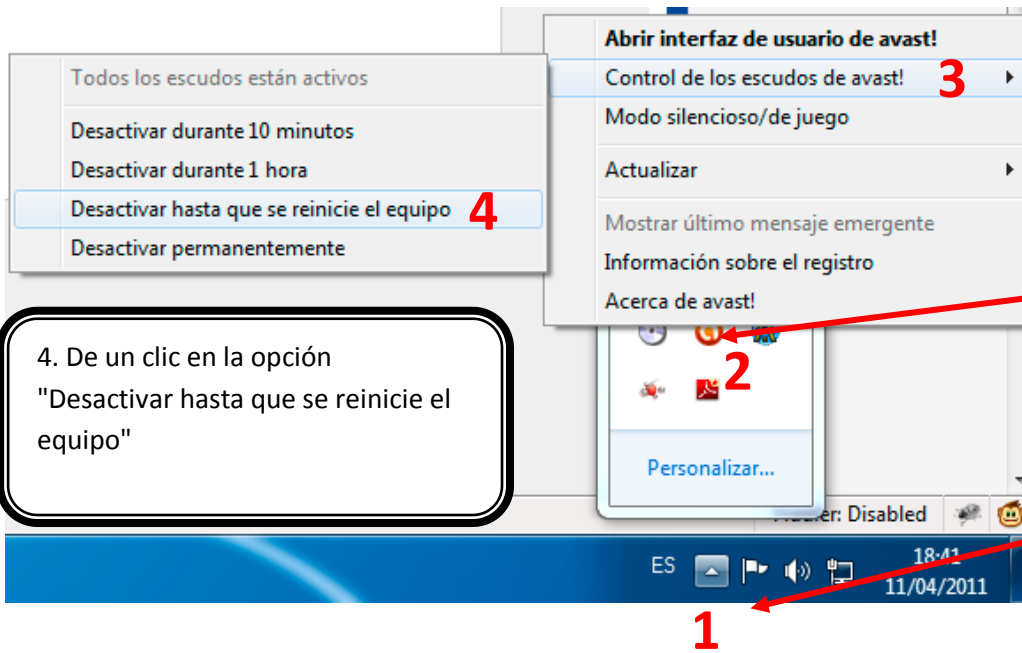 Abrir interfaz de usuario de avast!
Control de los escudos de avast! 3
Modo silencioso/de juego
Actualizar
Mostrar último mensaje emergente
Información sobre el registro
Acerca de avast!
Todos los escudos están activos
Desactivar durante 10 minutos
Desactivar durante 1 hora
Desactivar hasta que se reinicie el equipo 4
Desactivar permanentemente
4. De un clic en la opción
"Desactivar hasta que se reinicie el
equipo"
2
Personalizar...
Disabled
ES
18:41
11/04/2011
1